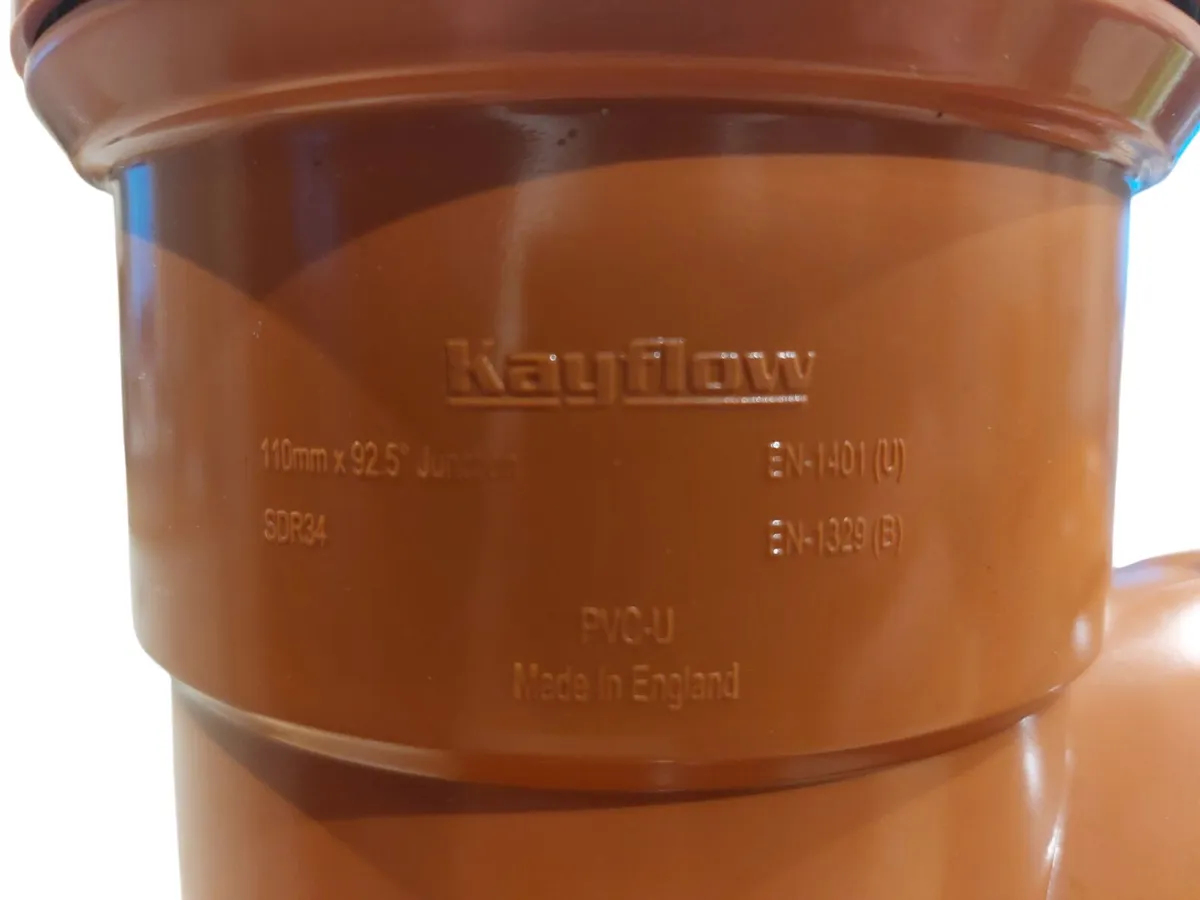 Kayflow
110mm x 92.5° Junction
EN-1401 (U)
SDR34
EN-1329 (B)
PVC-U
Made In England